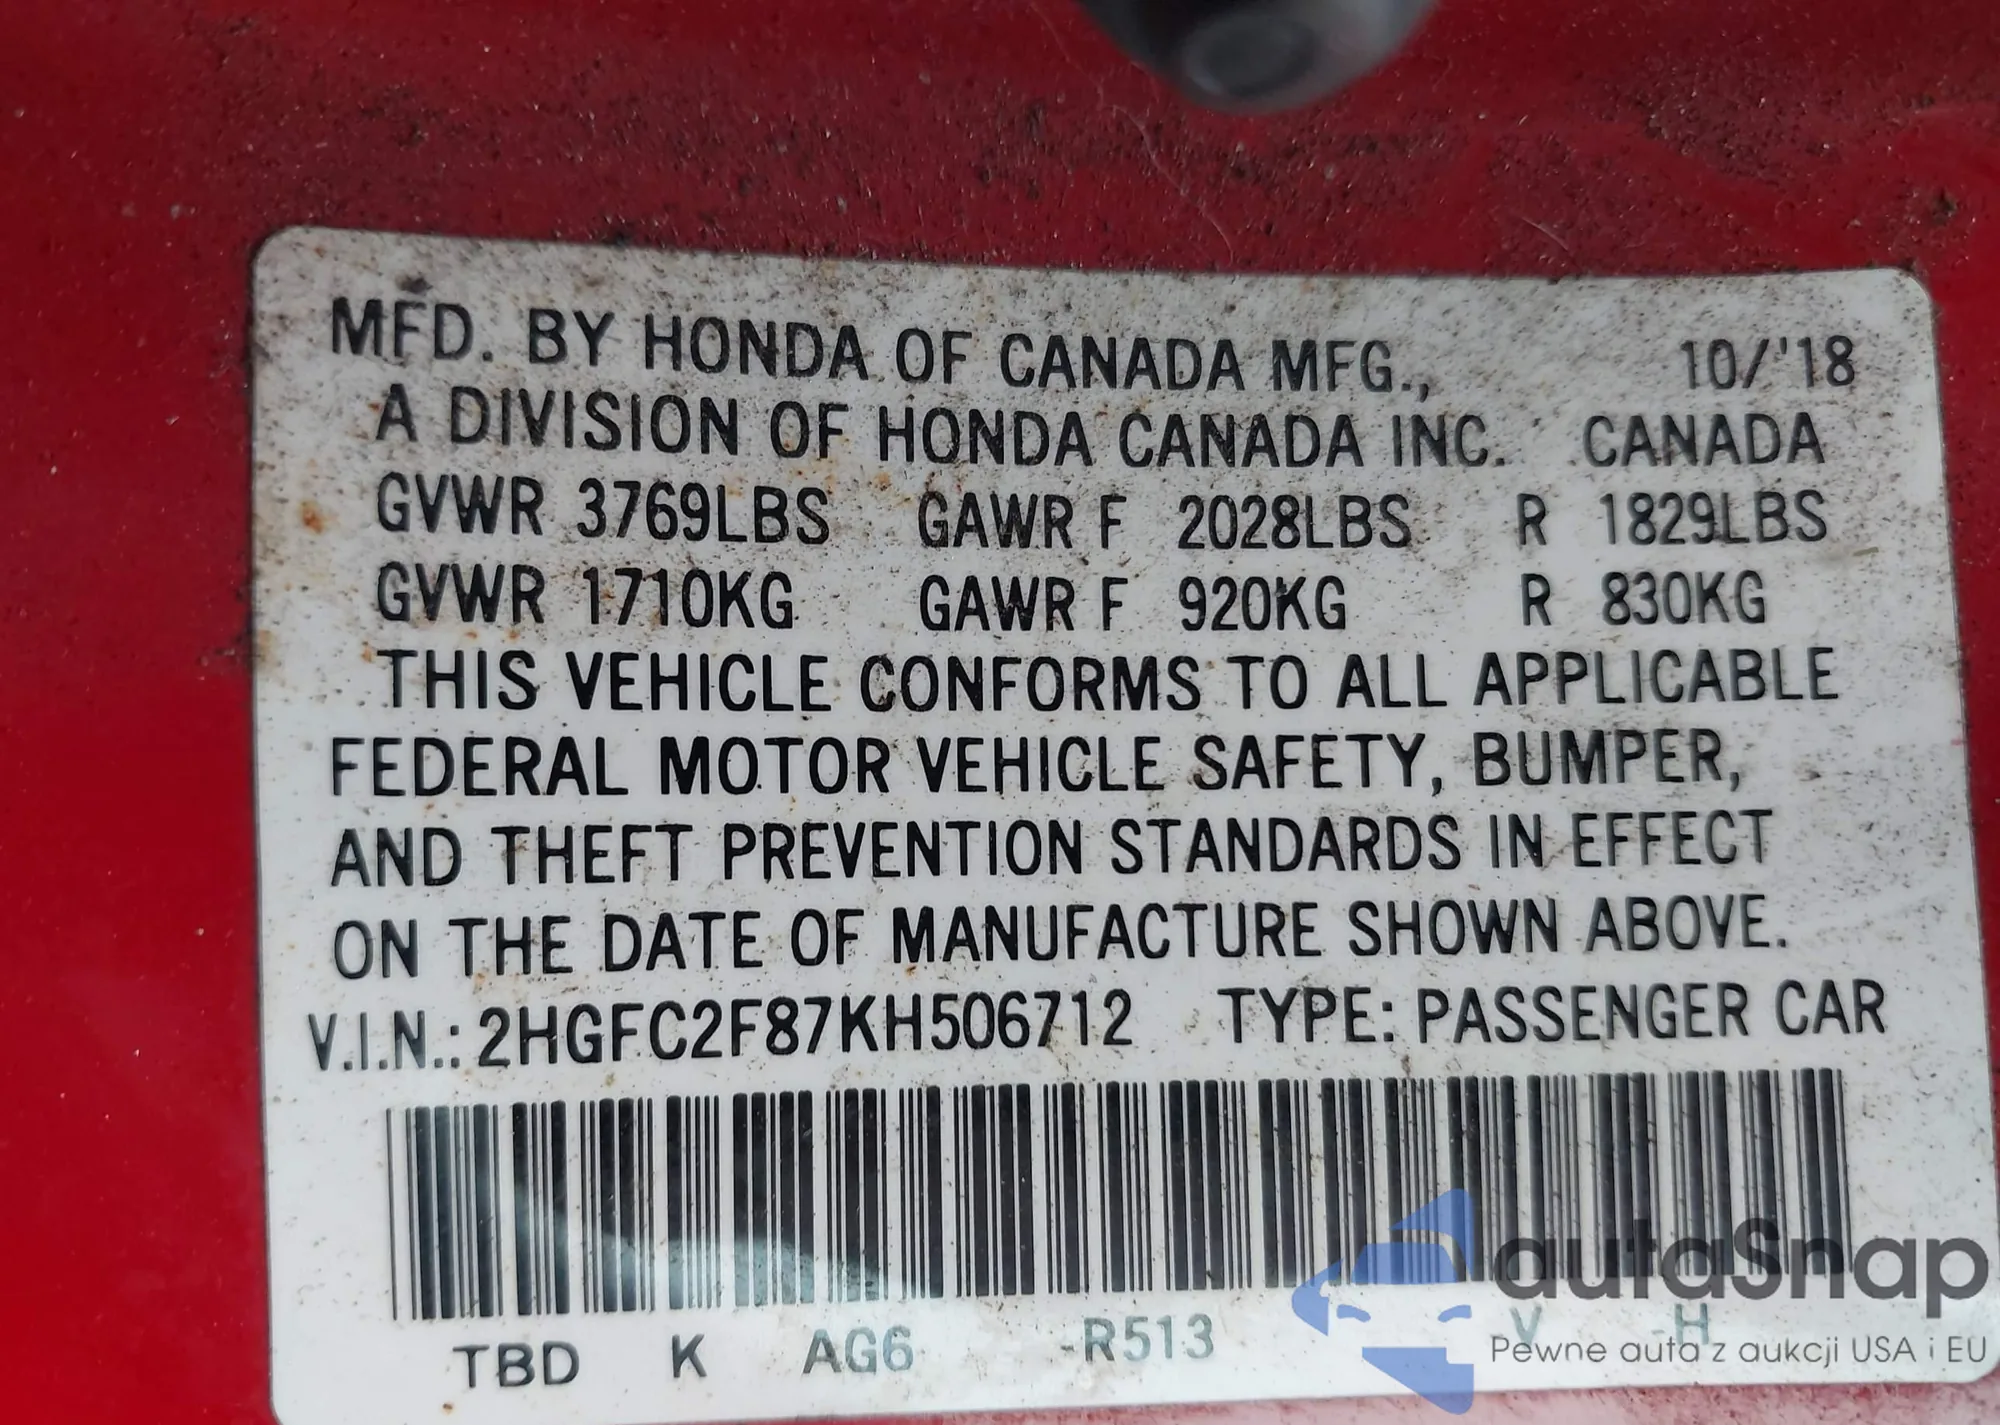 MFD. BY HONDA OF CANADA MFG., 10/'18
A DIVISION OF HONDA CANADA INC. CANADA
GVWR 3769LBS GAWR F 2028LBS R 1829LBS
GVWR 1710KG GAWR F 920KG R 830KG
THIS VEHICLE CONFORMS TO ALL APPLICABLE
FEDERAL MOTOR VEHICLE SAFETY, BUMPER,
AND THEFT PREVENTION STANDARDS IN EFFECT
ON THE DATE OF MANUFACTURE SHOWN ABOVE.
V.I.N.: 2HGFC2F87KH506712 TYPE: PASSENGER CAR
TBD K AG6 -R513 V -H
autaSnap
Pewne auta z aukcji USA i EU